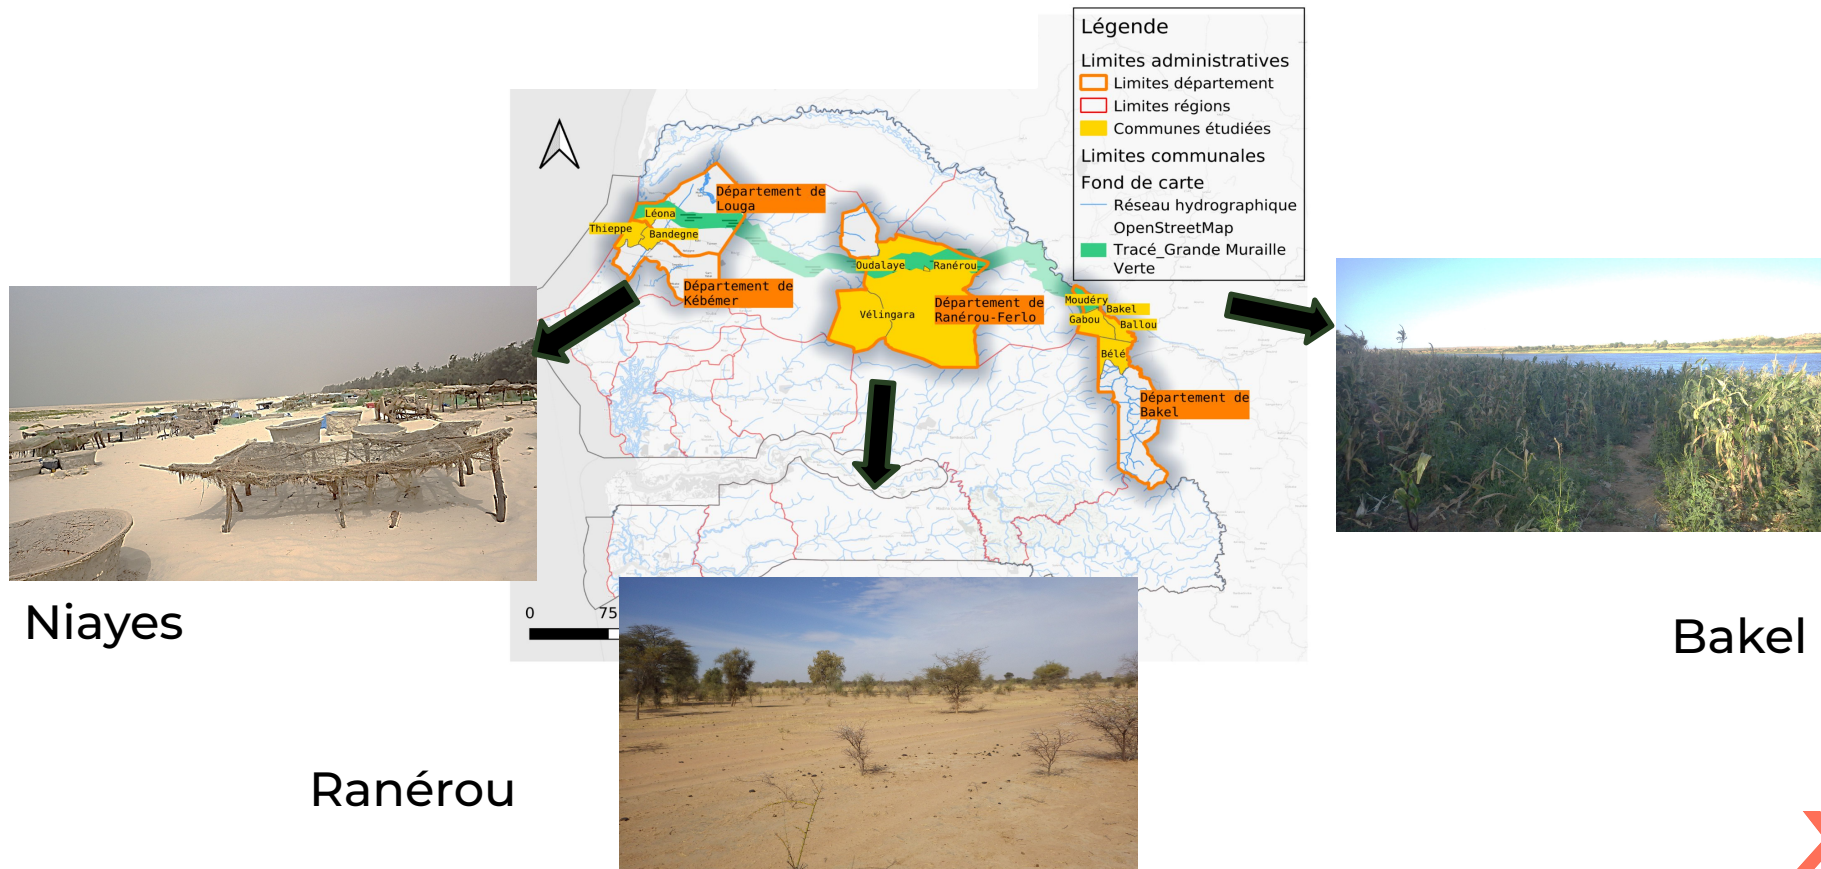 Légende
Limites administratives
Limites département
Limites régions
Communes étudiées
Limites communales
Fond de carte
Réseau hydrographique
OpenStreetMap
Tracé_Grande Muraille
Verte
Département de
Louga
Léona
Thieppe
Bandegne
Département de
Kébémer
Oudalaye
Ranérou
Vélingara
Département de
Ranérou-Ferlo
Moudéry
Bakel
Gabou
Ballou
Bélé
Département de
Bakel
0 75
Niayes
Bakel
Ranérou